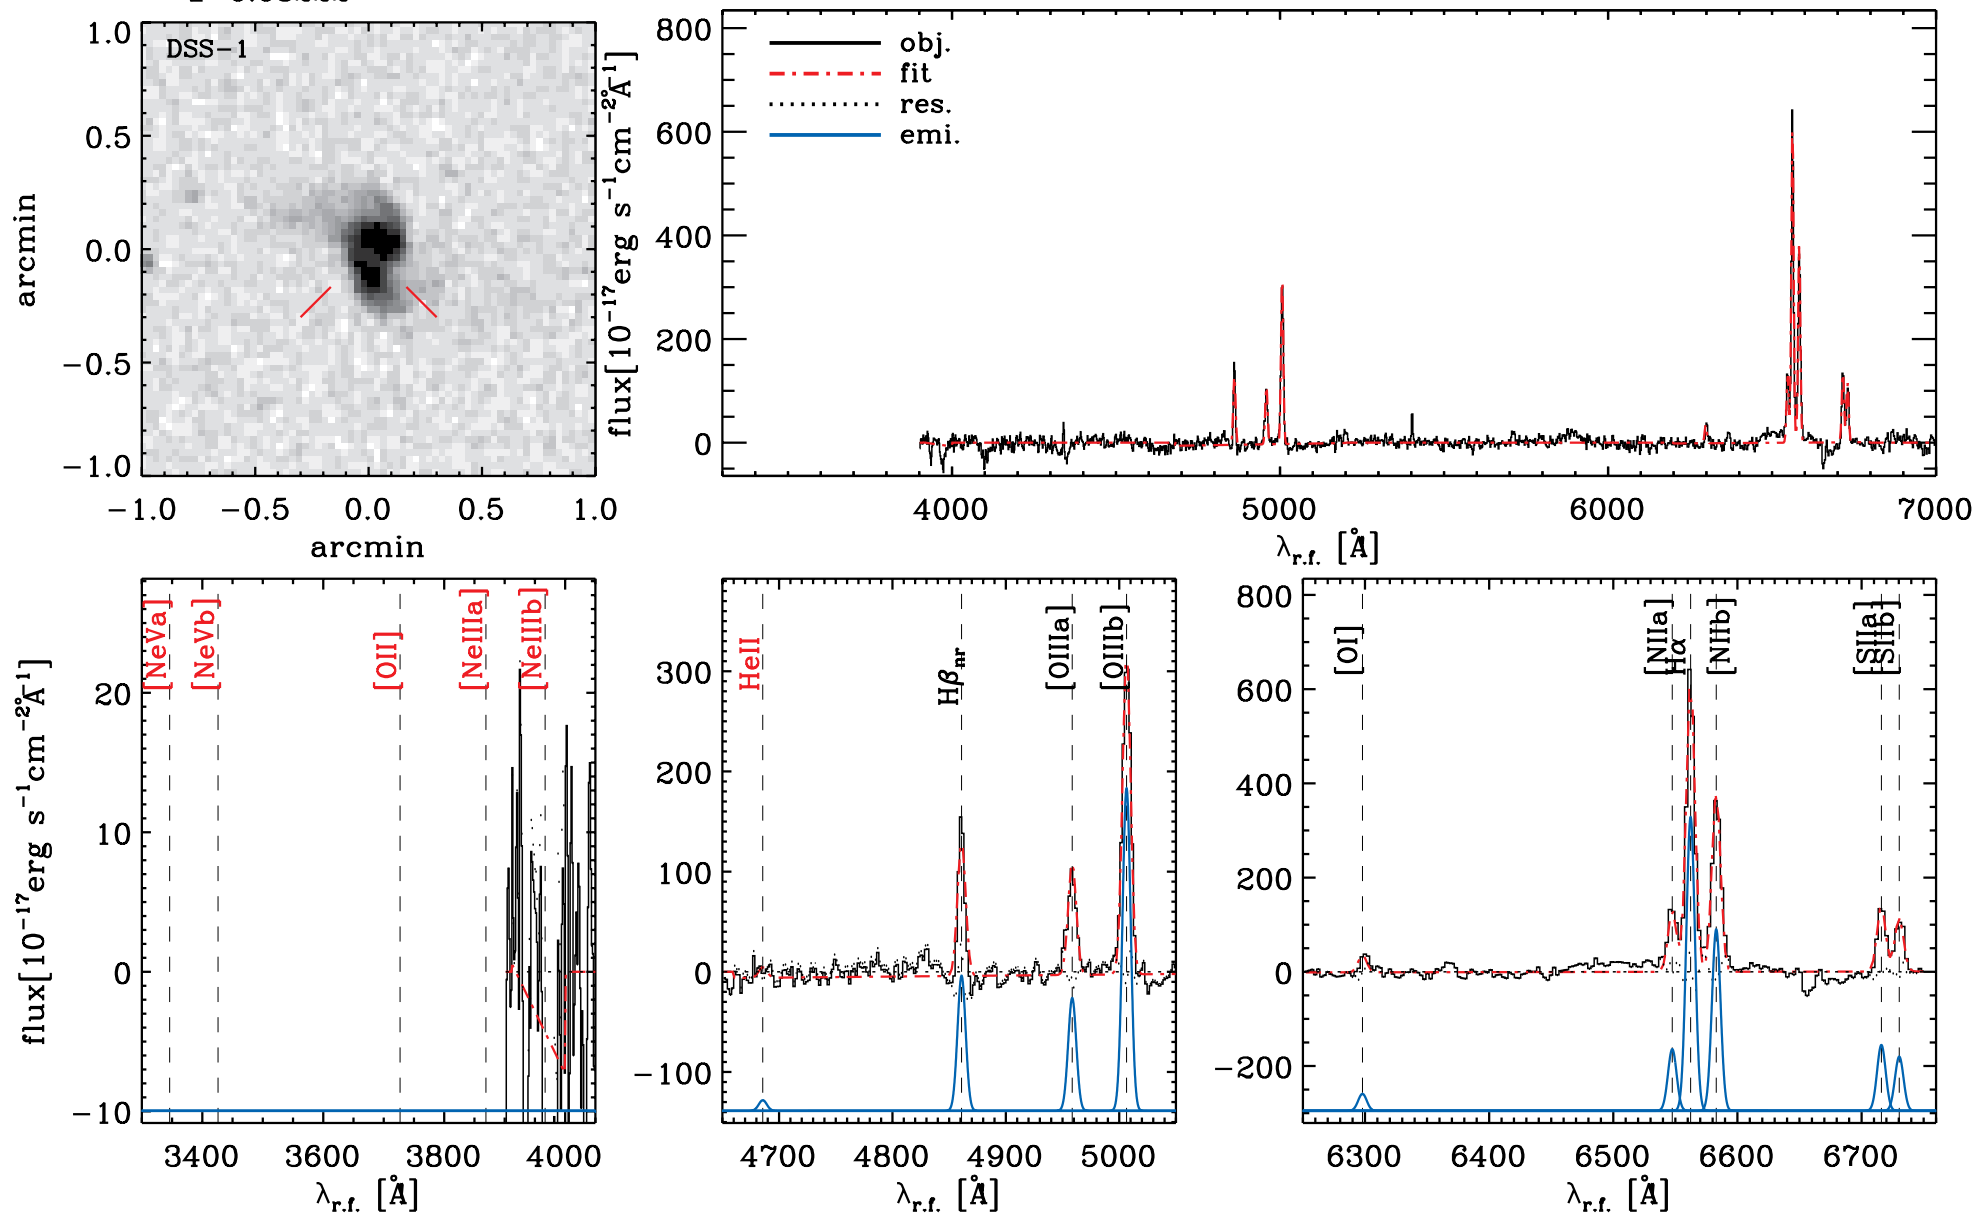 DSS-1
1.0
0.5
0.0
-0.5
-1.0
-1.0 -0.5 0.0 0.5 1.0
arcmin
arcmin
flux[10⁻¹⁷erg s⁻¹cm⁻²Å⁻¹]
800
600
400
200
0
obj.
fit
res.
emi.
4000 5000 6000 7000
λr.f. [Å]
flux[10⁻¹⁷erg s⁻¹cm⁻²Å⁻¹]
20
10
0
-10
[NeVa] [NeVb] [OII] [NeIIIa] [NeIIIb]
3400 3600 3800 4000
λr.f. [Å]
300
200
100
0
-100
HeII Hβnr [OIIIa] [OIIIb]
4700 4800 4900 5000
λr.f. [Å]
800
600
400
200
0
-200
[OI] [NIIa] Hα [NIIb] [SIIa] SIIb]
6300 6400 6500 6600 6700
λr.f. [Å]